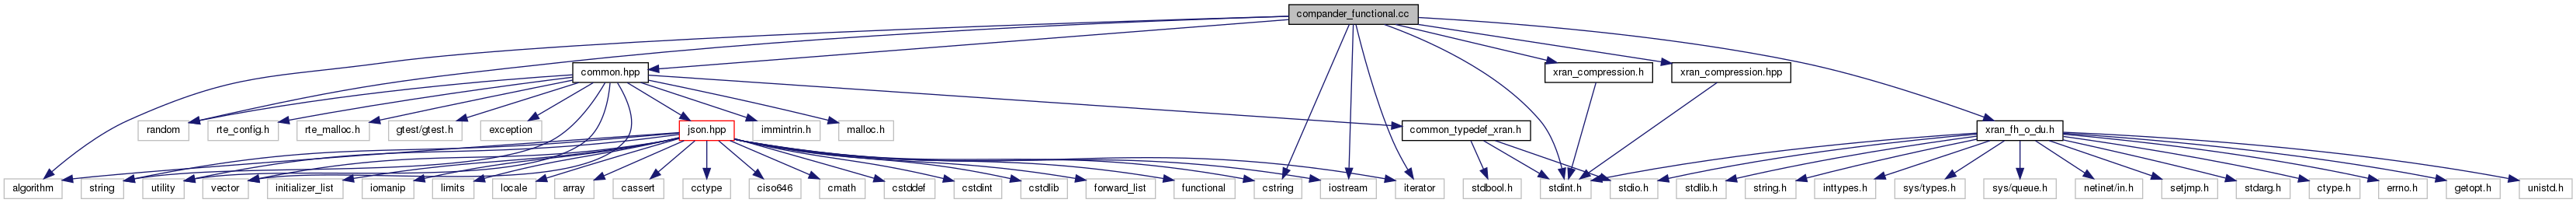 compander_functional.cc
common.hpp
xran_compression.h
xran_compression.hpp
random
rte_config.h
rte_malloc.h
gtest/gtest.h
exception
json.hpp
immintrin.h
malloc.h
common_typedef_xran.h
xran_fh_o_du.h
algorithm
string
utility
vector
initializer_list
iomanip
limits
locale
array
cassert
cctype
ciso646
cmath
cstddef
cstdint
cstdlib
forward_list
functional
cstring
iostream
iterator
stdbool.h
stdint.h
stdio.h
stdlib.h
string.h
inttypes.h
sys/types.h
sys/queue.h
netinet/in.h
setjmp.h
stdarg.h
ctype.h
errno.h
getopt.h
unistd.h